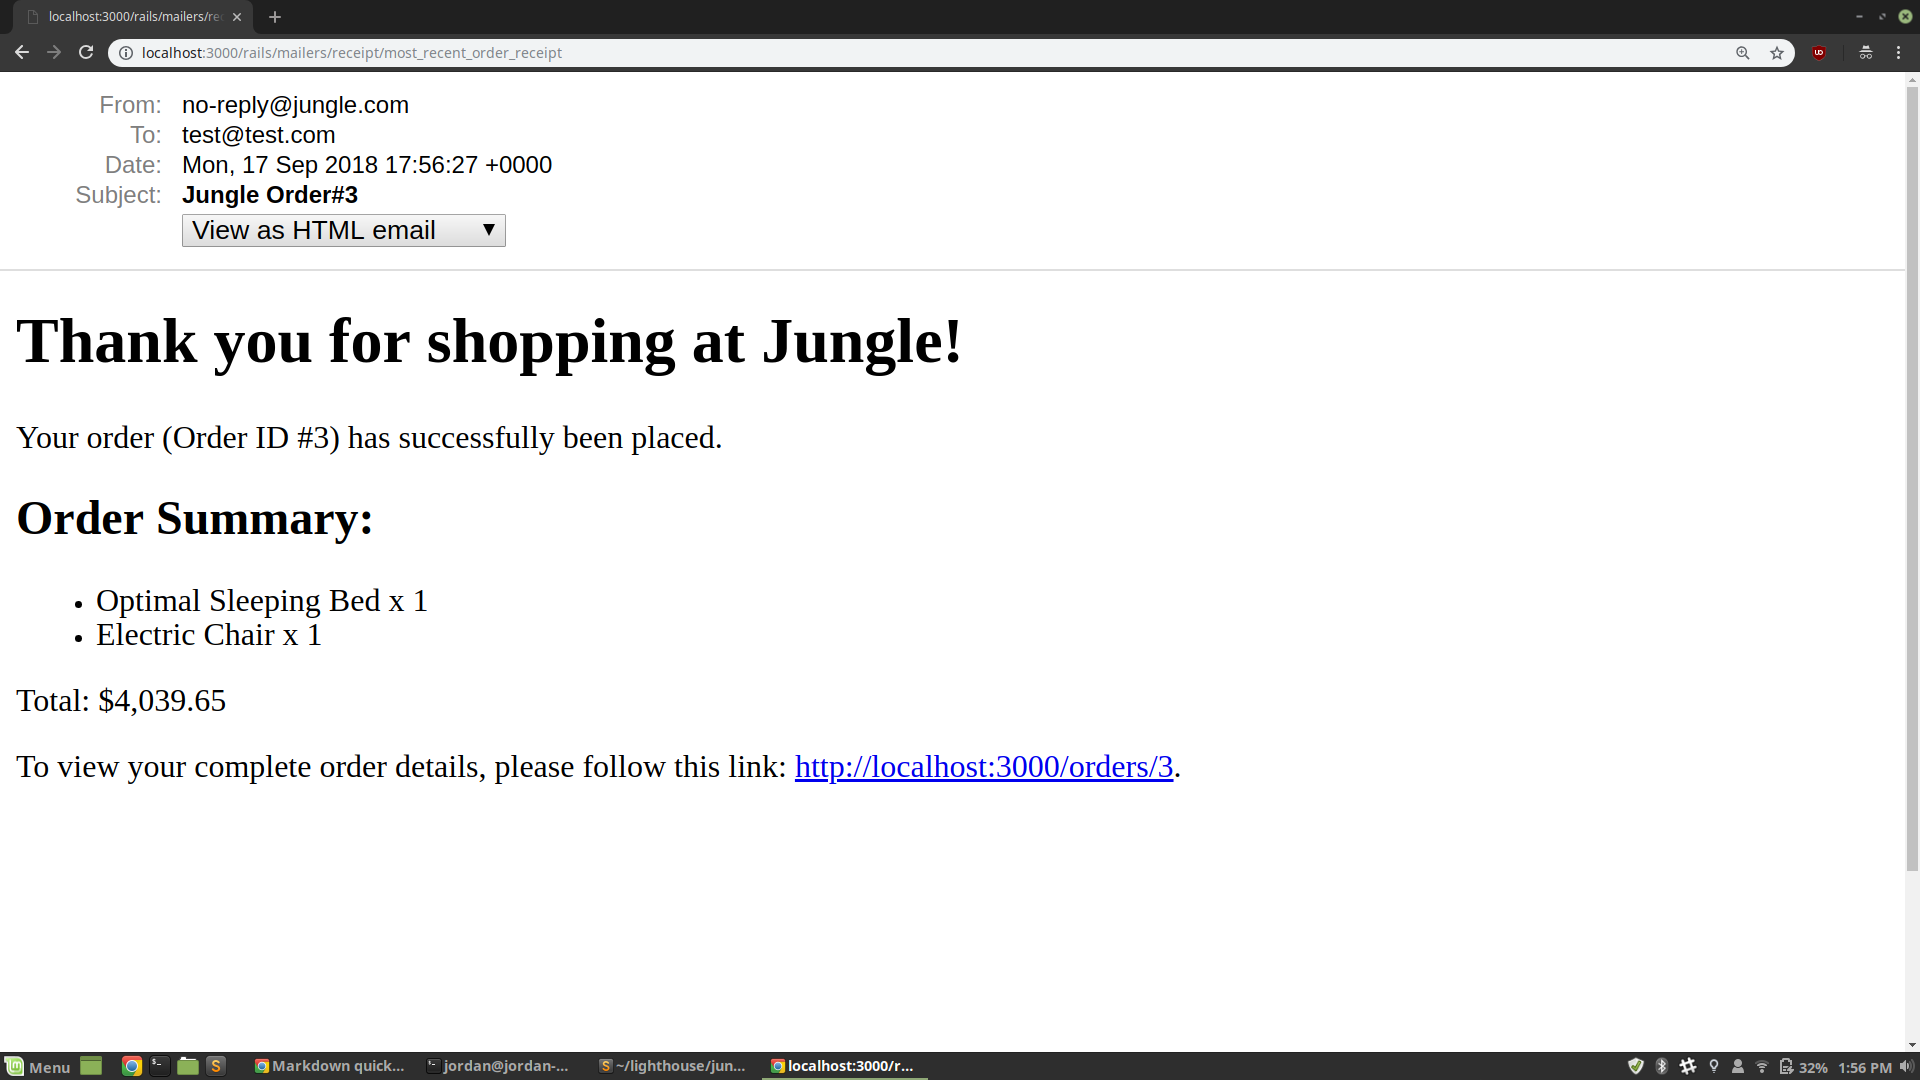 localhost:3000/rails/mailers/rec
localhost:3000/rails/mailers/receipt/most_recent_order_receipt
From: no-reply@jungle.com
To: test@test.com
Date: Mon, 17 Sep 2018 17:56:27 +0000
Subject: Jungle Order#3
View as HTML email
Thank you for shopping at Jungle!
Your order (Order ID #3) has successfully been placed.
Order Summary:
• Optimal Sleeping Bed x 1
• Electric Chair x 1
Total: $4,039.65
To view your complete order details, please follow this link: http://localhost:3000/orders/3.
Menu Markdown quick... jordan@jordan-... ~/lighthouse/jun... localhost:3000/r... 32% 1:56 PM